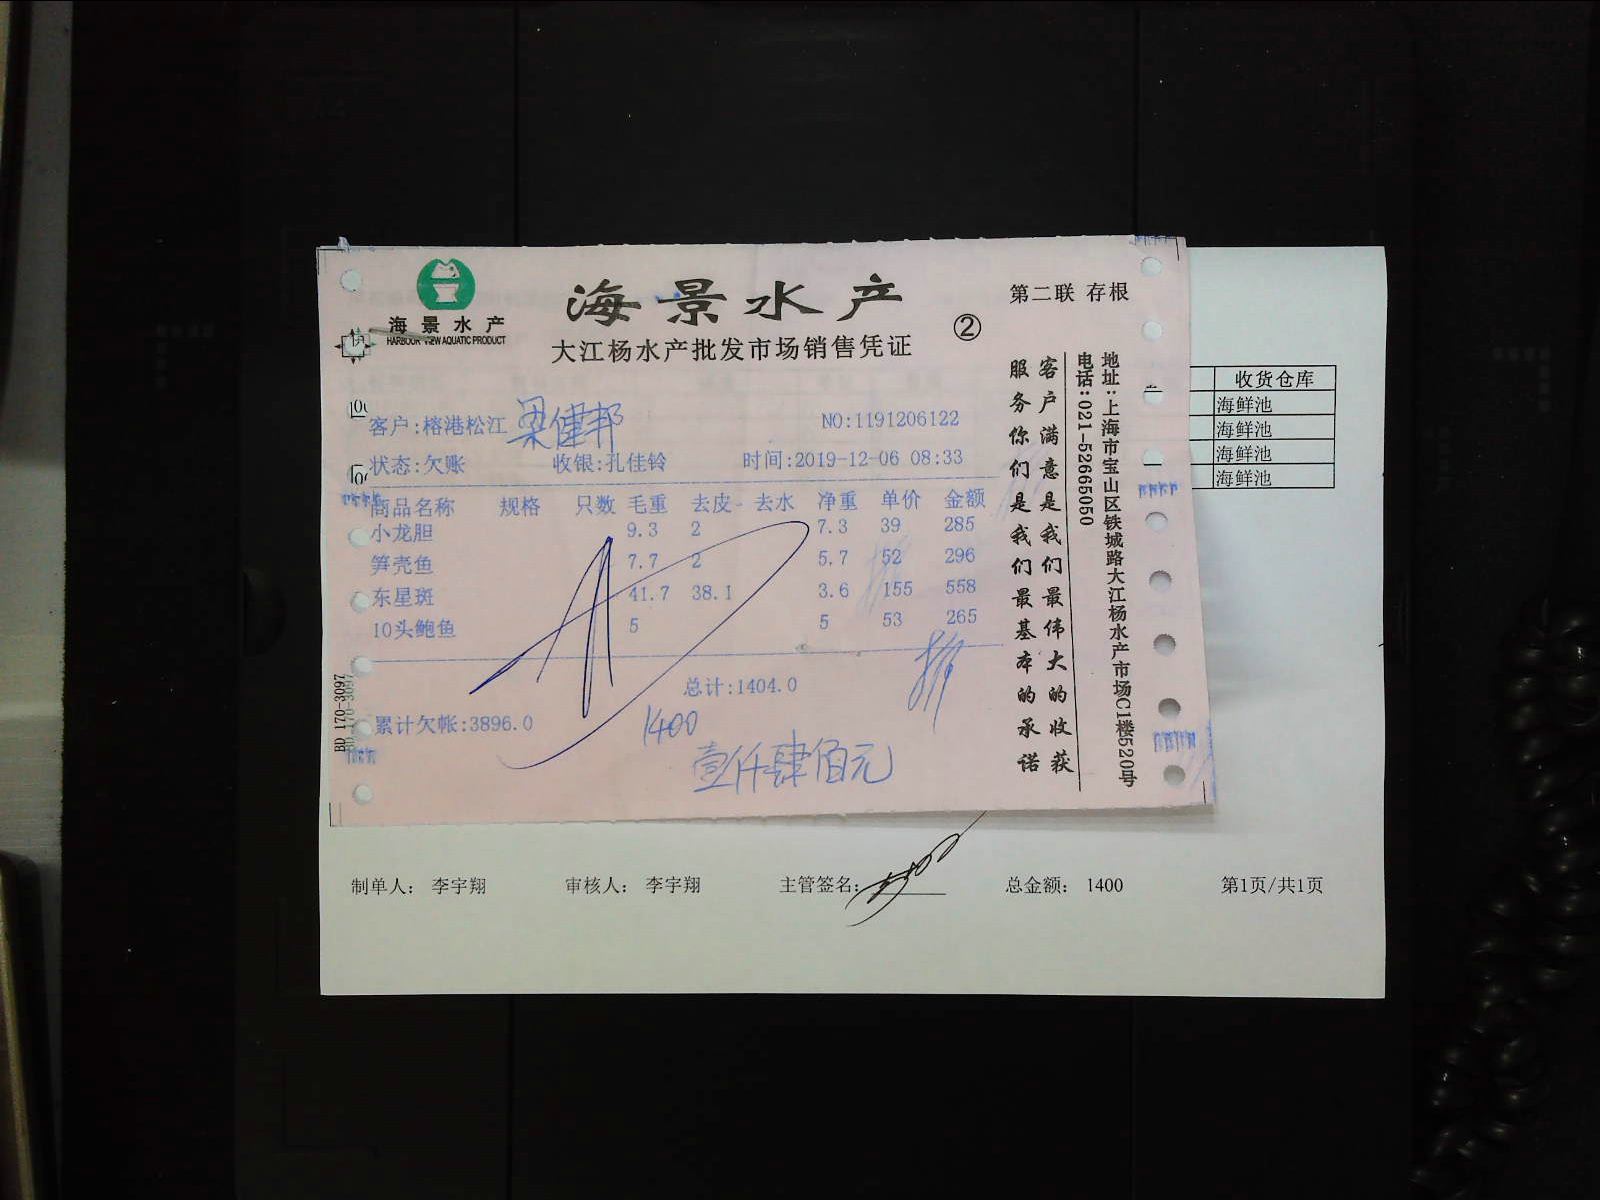 海景水产
HARBOUR VIEW AQUATIC PRODUCT
海景水产
大江杨水产批发市场销售凭证
②
第二联 存根
客户:榕港松江 梁健邦
NO:1191206122
状态:欠账 收银:孔佳铃 时间:2019-12-06 08:33
商品名称 规格 只数 毛重 去皮 去水 净重 单价 金额
小龙胆 9.3 2 7.3 39 285
笋壳鱼 7.7 2 5.7 52 296
东星斑 41.7 38.1 3.6 155 558
10头鲍鱼 5 5 53 265
总计:1404.0
累计欠帐:3896.0
1400
壹仟肆佰元
客户满意是我们最伟大的收获
服务你们是我们最基本的承诺
地址:上海市宝山区铁城路大江杨水产市场C1楼520号
电话:021-52665050
BD 170-3097
收货仓库
海鲜池
海鲜池
海鲜池
海鲜池
制单人: 李宇翔 审核人: 李宇翔 主管签名: 总金额: 1400 第1页/共1页